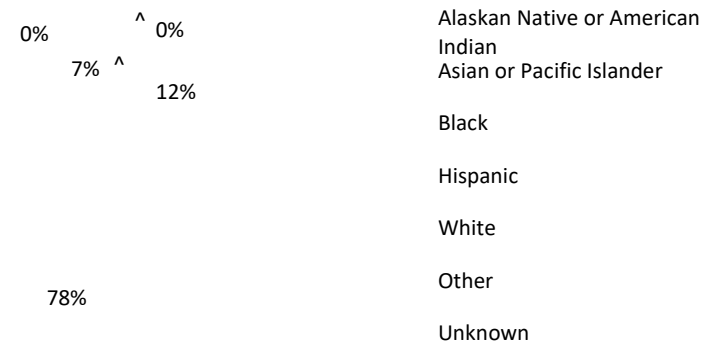 0%
^
0%
7%
^
12%
78%
Alaskan Native or American
Indian
Asian or Pacific Islander
Black
Hispanic
White
Other
Unknown